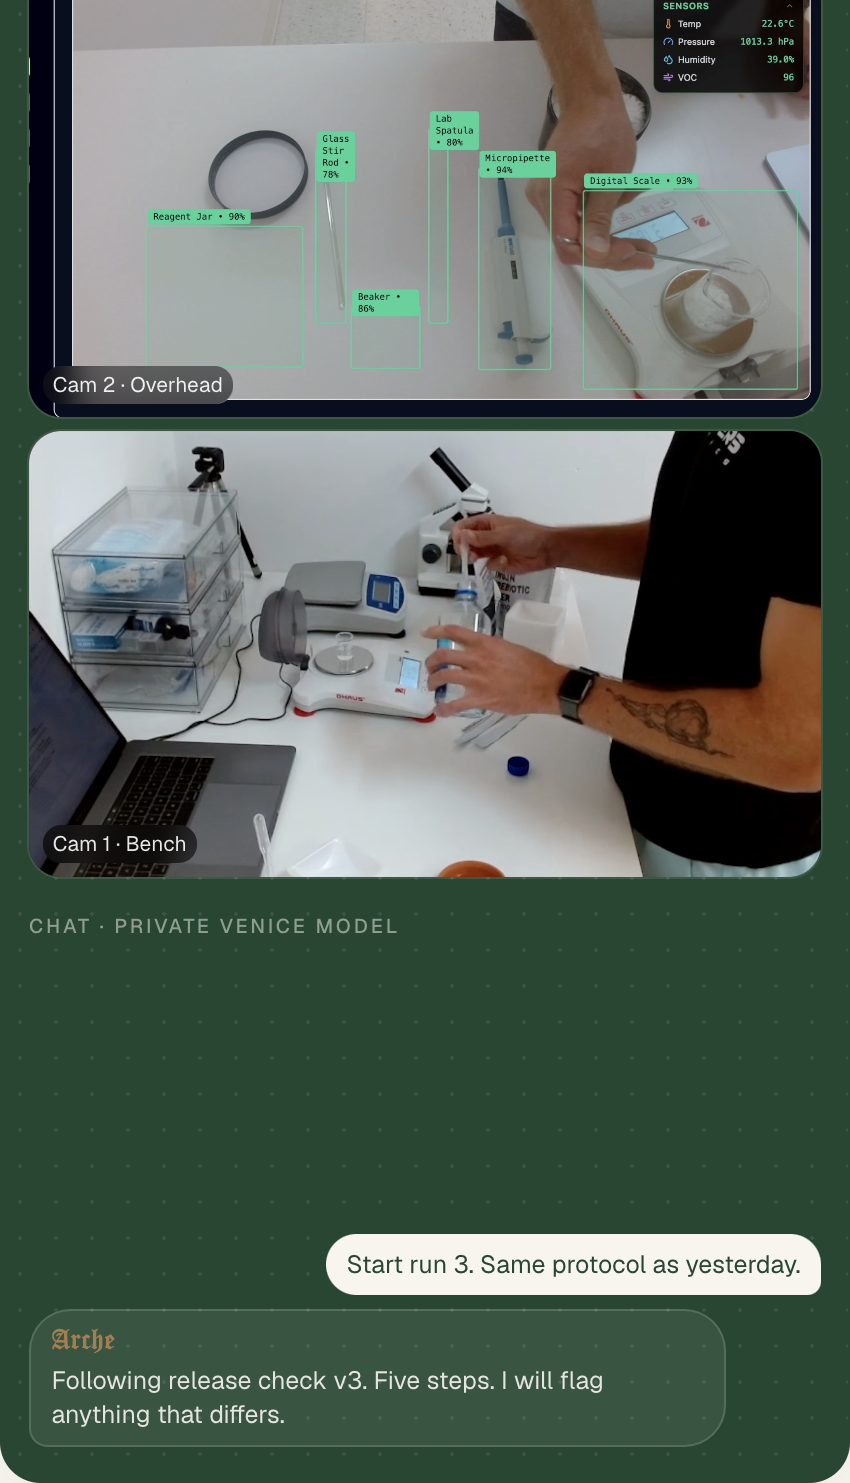 SENSORS
Temp 22.6°C
Pressure 1013.3 hPa
Humidity 39.0%
VOC 96
Lab
Spatula
• 80%
Glass
Stir
Rod •
78%
Micropipette
• 94%
Digital Scale • 93%
Reagent Jar • 90%
Beaker •
86%
OHAUS
Cam 2 · Overhead
OHAUS
Cam 1 · Bench
CHAT · PRIVATE VENICE MODEL
Start run 3. Same protocol as yesterday.
Arche
Following release check v3. Five steps. I will flag
anything that differs.